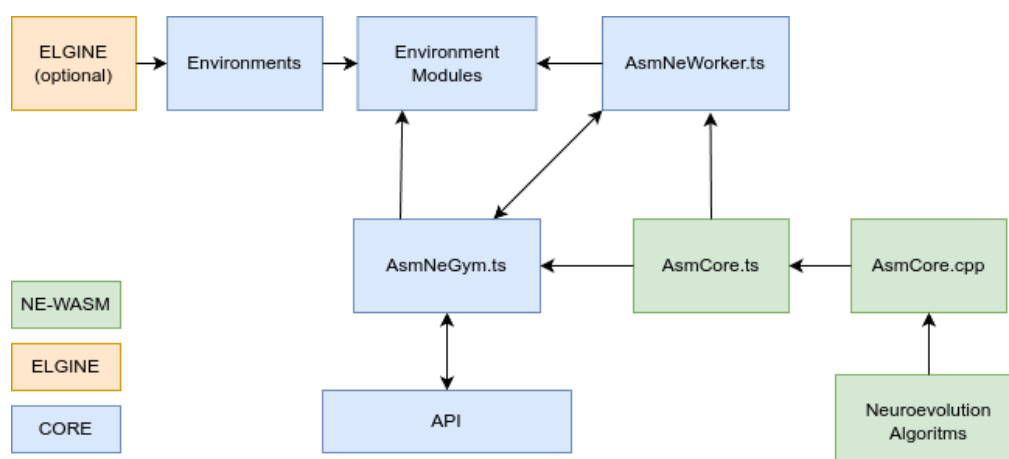 ELGINE
(optional)
Environments
Environment
Modules
AsmNeWorker.ts
AsmNeGym.ts
AsmCore.ts
AsmCore.cpp
NE-WASM
ELGINE
CORE
API
Neuroevolution
Algoritms